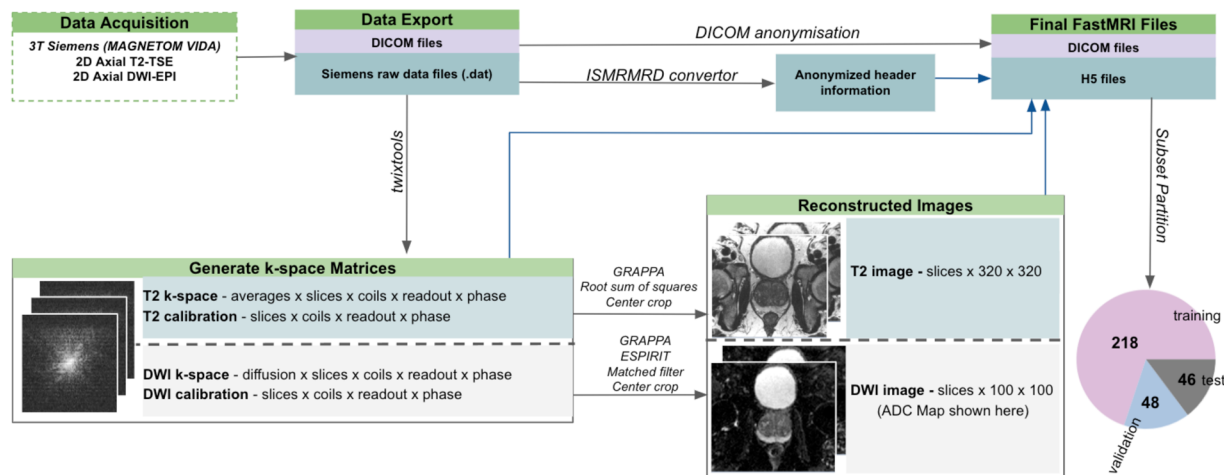 Data Acquisition
3T Siemens (MAGNETOM VIDA)
2D Axial T2-TSE
2D Axial DWI-EPI
Data Export
DICOM files
Siemens raw data files (.dat)
DICOM anonymisation
ISMRMRD convertor
Anonymized header
information
Final FastMRI Files
DICOM files
H5 files
twixtools
Subset Partition
Generate k-space Matrices
T2 k-space - averages x slices x coils x readout x phase
T2 calibration - slices x coils x readout x phase
DWI k-space - diffusion x slices x coils x readout x phase
DWI calibration - slices x coils x readout x phase
GRAPPA
Root sum of squares
Center crop
GRAPPA
ESPIRIT
Matched filter
Center crop
Reconstructed Images
T2 image - slices x 320 x 320
DWI image - slices x 100 x 100
(ADC Map shown here)
training
218
46 test
48
validation